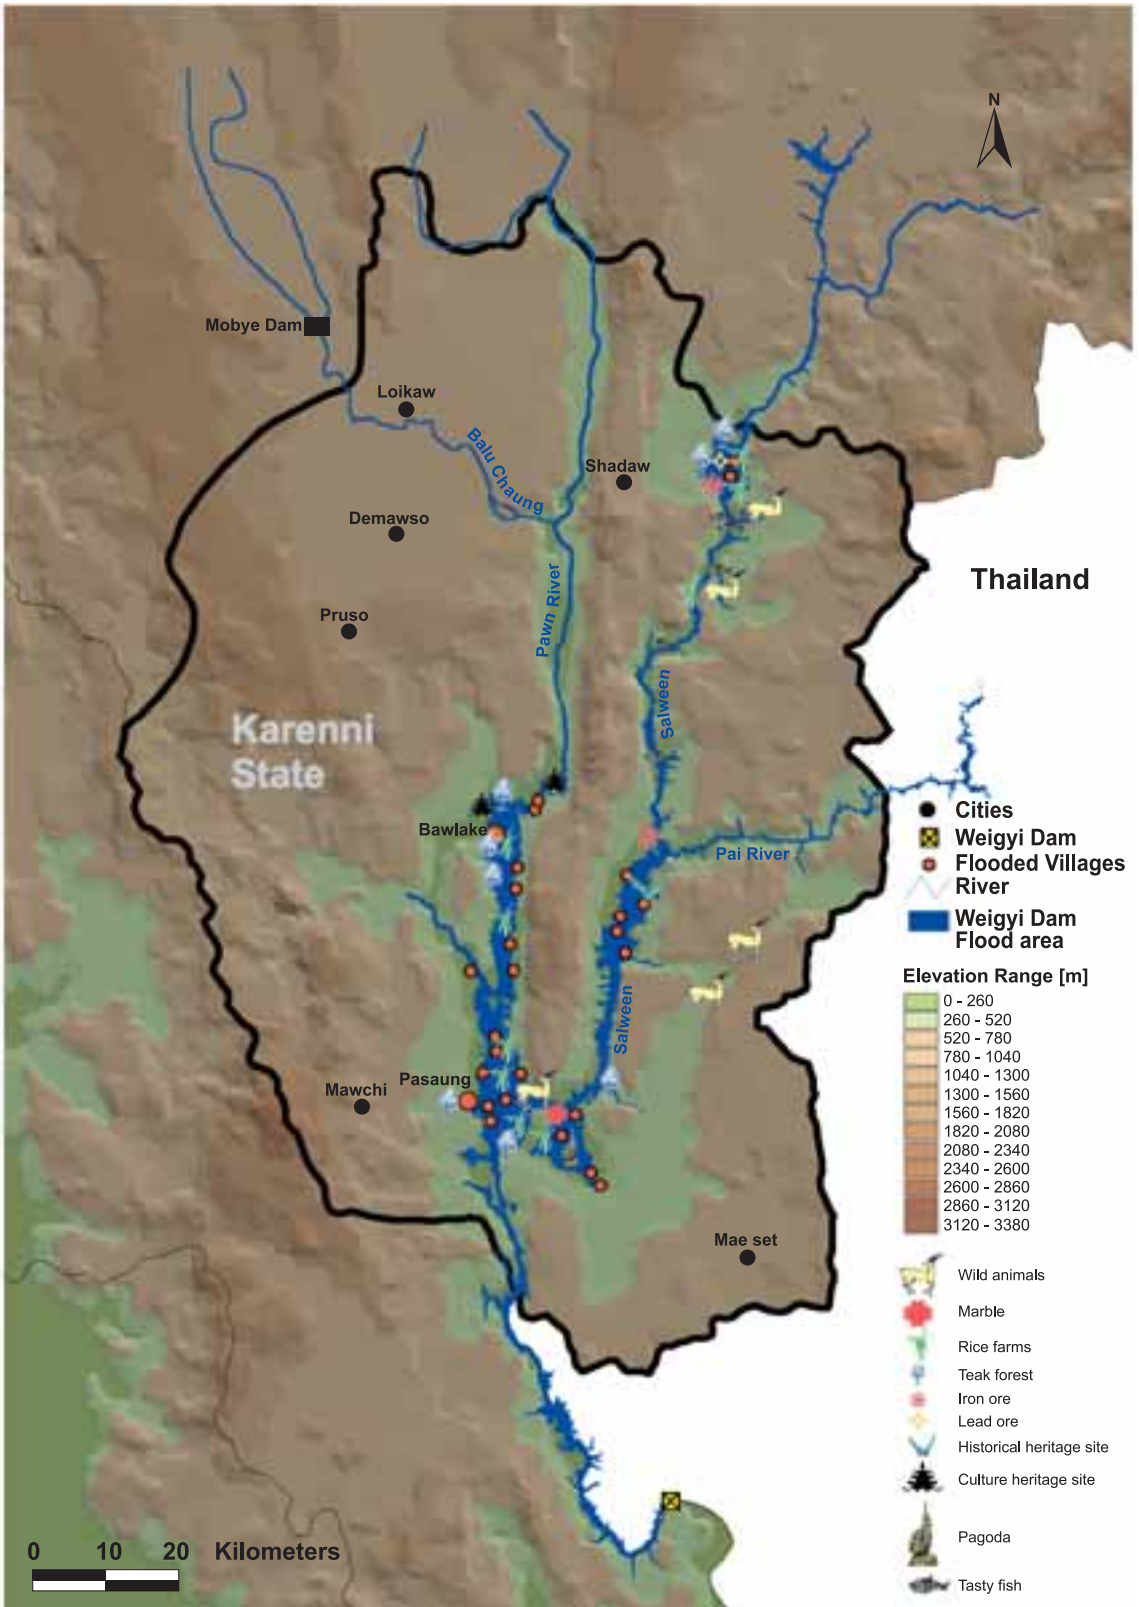 N
Mobye Dam
Loikaw
Balu Chaung
Shadaw
Demawso
Thailand
Pruso
Pawn River
Salween
Karenni
State
Bawlake
Pai River
Cities
Weigyi Dam
Flooded Villages
River
Weigyi Dam
Flood area
Elevation Range [m]
0 - 260
260 - 520
520 - 780
780 - 1040
1040 - 1300
1300 - 1560
1560 - 1820
1820 - 2080
2080 - 2340
2340 - 2600
2600 - 2860
2860 - 3120
3120 - 3380
Salween
Pasaung
Mawchi
Mae set
Wild animals
Marble
Rice farms
Teak forest
Iron ore
Lead ore
Historical heritage site
Culture heritage site
Pagoda
Tasty fish
0 10 20 Kilometers